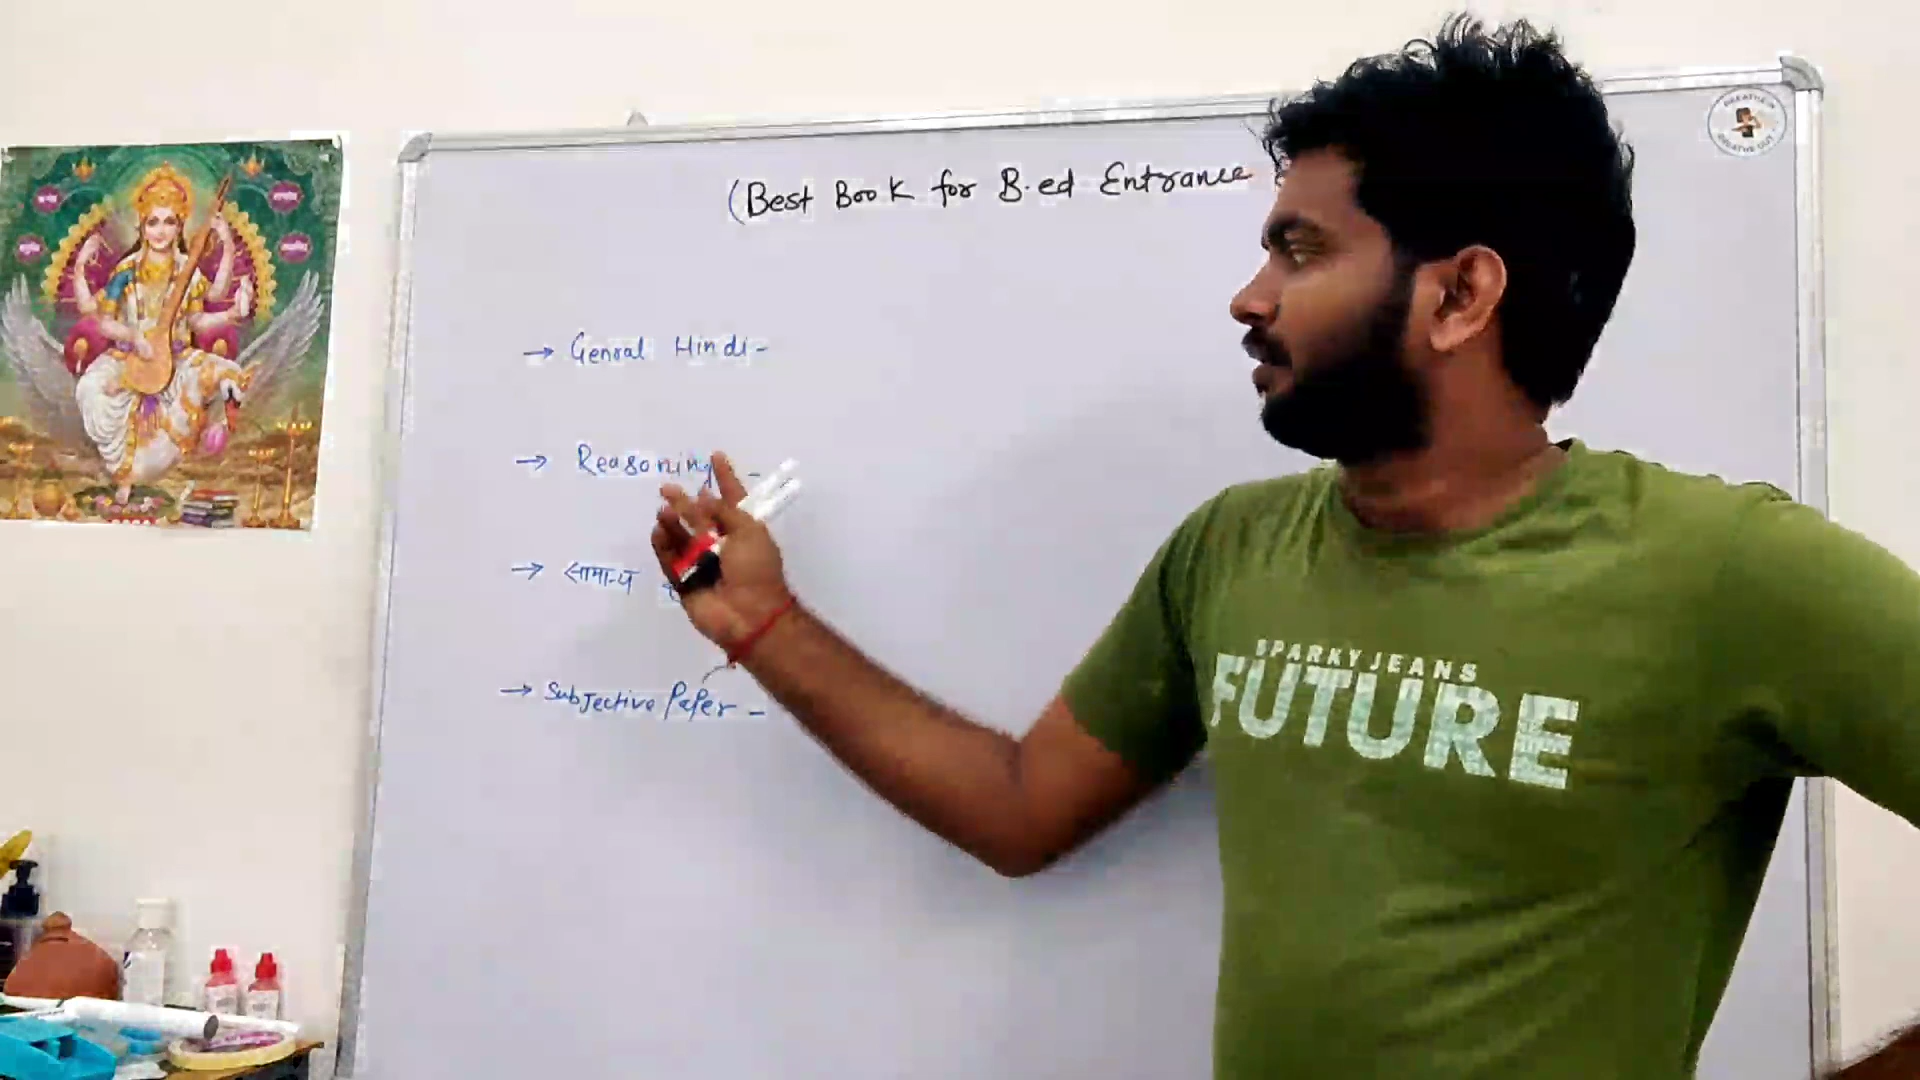 (Best Book for B.ed Entrance
→ Genral Hindi-
→ Reasoning -
→ सामान्य
→ Subjective Paper -
SPARKY JEANS
FUTURE